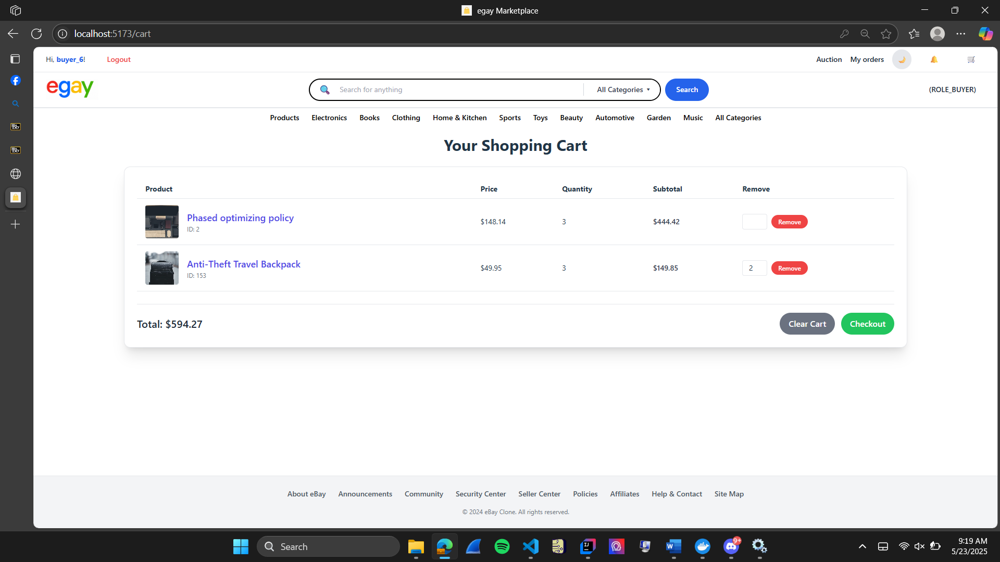 egay Marketplace
localhost:5173/cart
Hi, buyer_6!
Logout
Auction
My orders
egay
Search for anything
All Categories
Search
(ROLE_BUYER)
Products
Electronics
Books
Clothing
Home & Kitchen
Sports
Toys
Beauty
Automotive
Garden
Music
All Categories
Your Shopping Cart
Product
Price
Quantity
Subtotal
Remove
Phased optimizing policy
ID: 2
$148.14
3
$444.42
Remove
Anti-Theft Travel Backpack
ID: 153
$49.95
3
$149.85
2
Remove
Total: $594.27
Clear Cart
Checkout
About eBay
Announcements
Community
Security Center
Seller Center
Policies
Affiliates
Help & Contact
Site Map
© 2024 eBay Clone. All rights reserved.
Bb
Bb
Search
IJ
W
9+
9:19 AM
5/23/2025